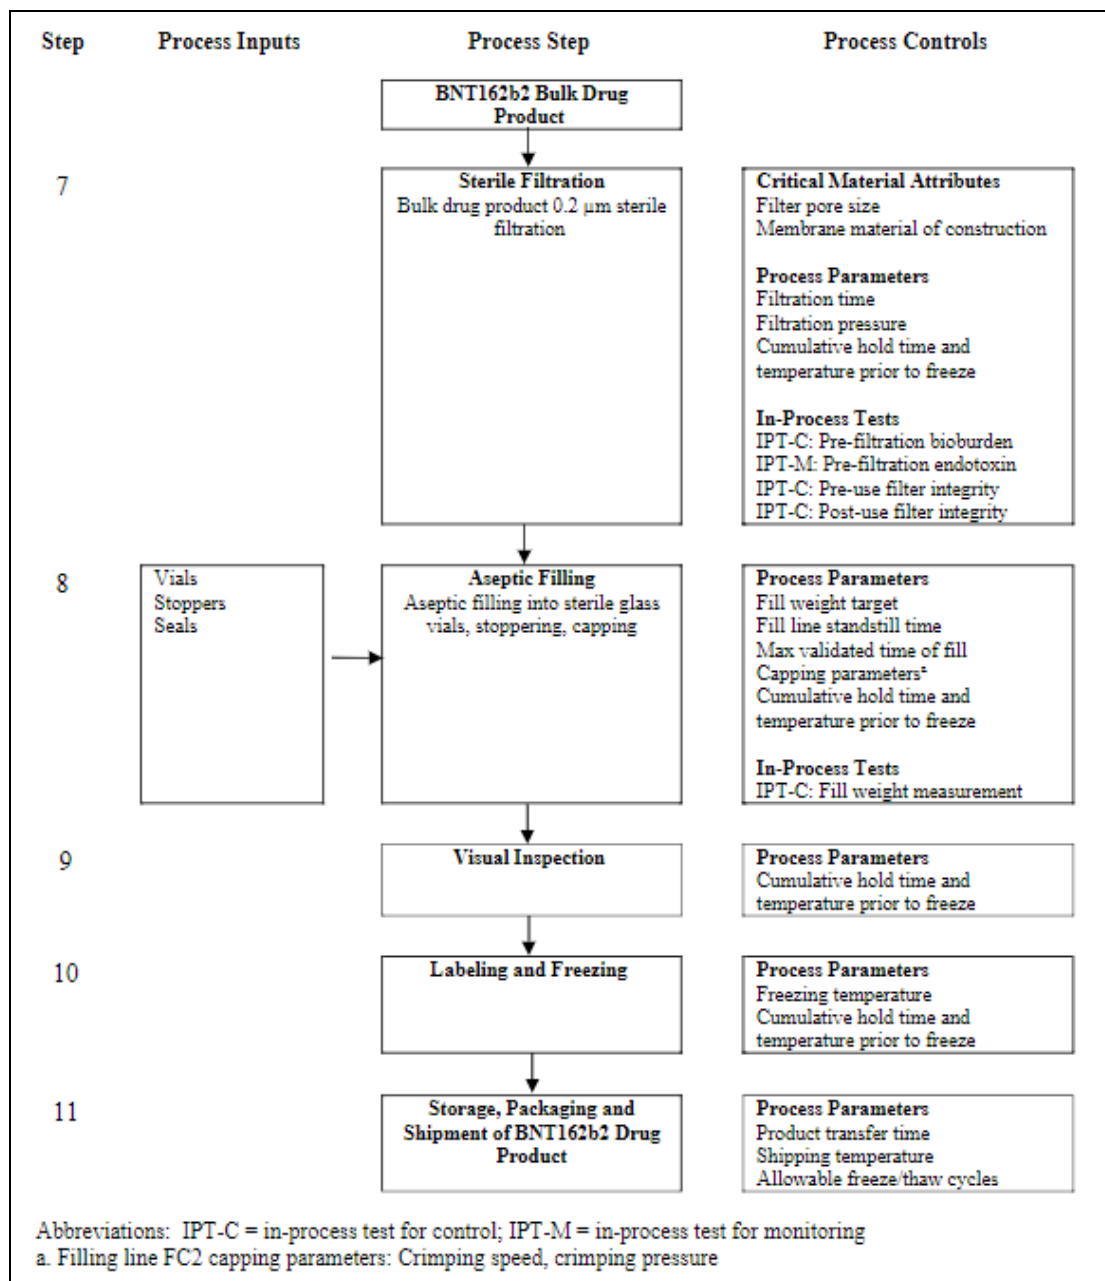 Step Process Inputs Process Step Process Controls
BNT162b2 Bulk Drug
Product
7
Sterile Filtration
Bulk drug product 0.2 µm sterile
filtration
Critical Material Attributes
Filter pore size
Membrane material of construction
Process Parameters
Filtration time
Filtration pressure
Cumulative hold time and
temperature prior to freeze
In-Process Tests
IPT-C: Pre-filtration bioburden
IPT-M: Pre-filtration endotoxin
IPT-C: Pre-use filter integrity
IPT-C: Post-use filter integrity
8
Vials
Stoppers
Seals
Aseptic Filling
Aseptic filling into sterile glass
vials, stoppering, capping
Process Parameters
Fill weight target
Fill line standstill time
Max validated time of fill
Capping parametersᵃ
Cumulative hold time and
temperature prior to freeze
In-Process Tests
IPT-C: Fill weight measurement
9
Visual Inspection
Process Parameters
Cumulative hold time and
temperature prior to freeze
10
Labeling and Freezing
Process Parameters
Freezing temperature
Cumulative hold time and
temperature prior to freeze
11
Storage, Packaging and
Shipment of BNT162b2 Drug
Product
Process Parameters
Product transfer time
Shipping temperature
Allowable freeze/thaw cycles
Abbreviations: IPT-C = in-process test for control; IPT-M = in-process test for monitoring
a. Filling line FC2 capping parameters: Crimping speed, crimping pressure